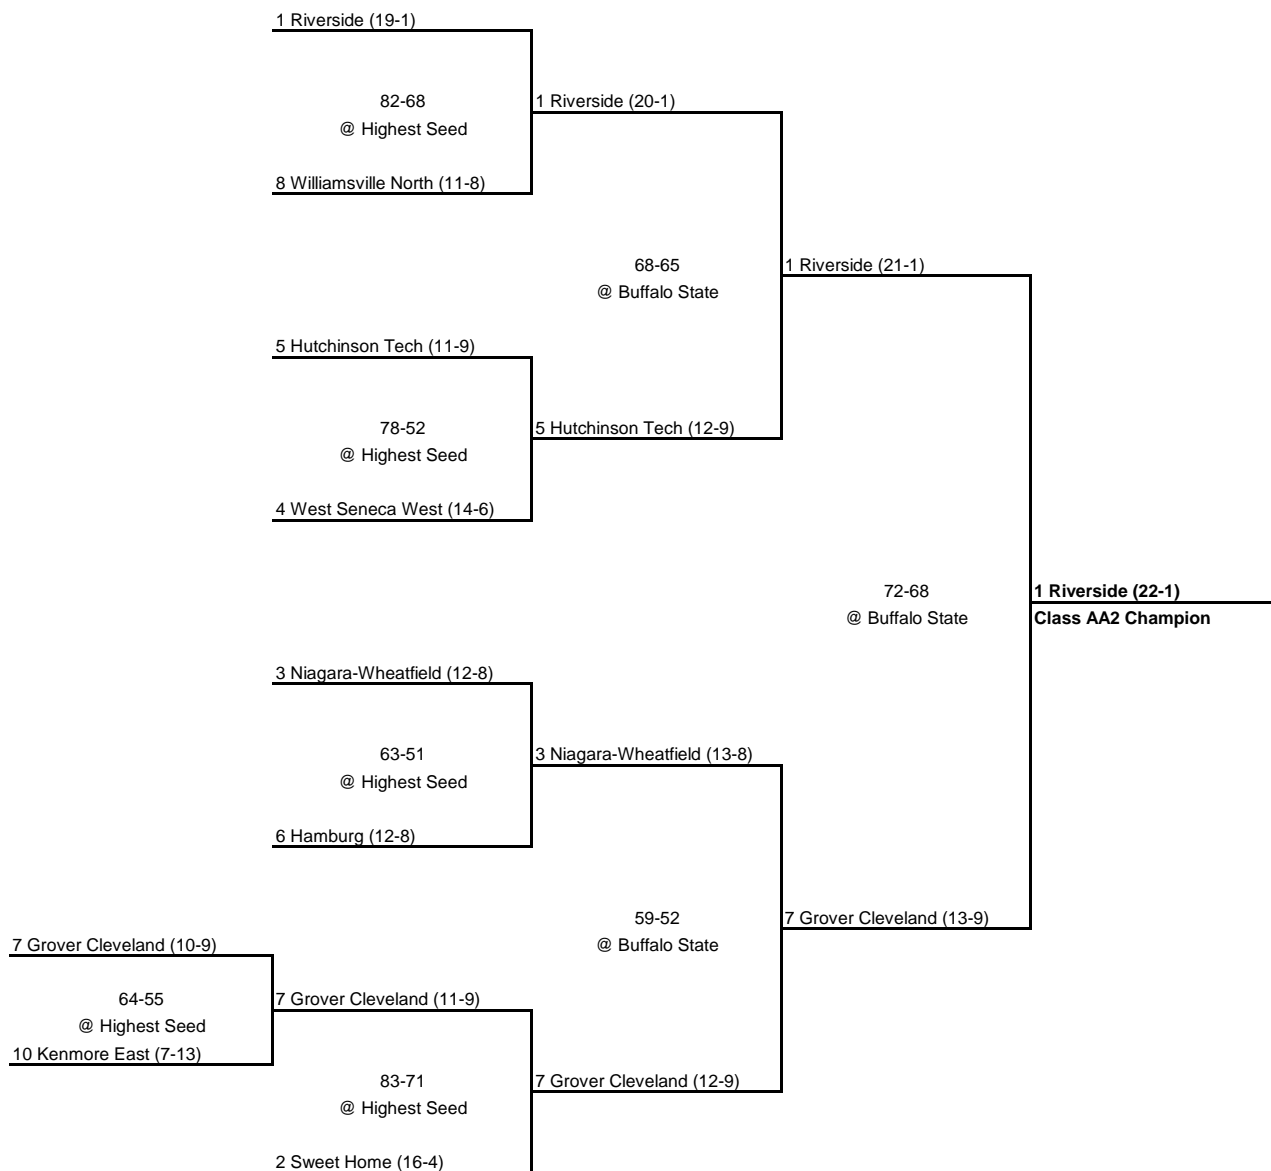 1 Riverside (19-1)
82-68
@ Highest Seed
1 Riverside (20-1)
8 Williamsville North (11-8)
68-65
@ Buffalo State
1 Riverside (21-1)
5 Hutchinson Tech (11-9)
78-52
@ Highest Seed
5 Hutchinson Tech (12-9)
4 West Seneca West (14-6)
72-68
@ Buffalo State
1 Riverside (22-1)
Class AA2 Champion
3 Niagara-Wheatfield (12-8)
63-51
@ Highest Seed
3 Niagara-Wheatfield (13-8)
6 Hamburg (12-8)
59-52
@ Buffalo State
7 Grover Cleveland (13-9)
7 Grover Cleveland (10-9)
64-55
@ Highest Seed
7 Grover Cleveland (11-9)
10 Kenmore East (7-13)
83-71
@ Highest Seed
7 Grover Cleveland (12-9)
2 Sweet Home (16-4)